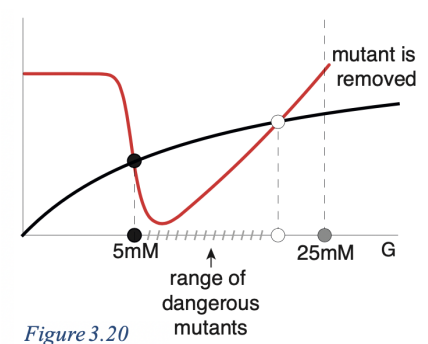 mutant is
removed
5mM
25mM
G
range of
dangerous
mutants
Figure 3.20